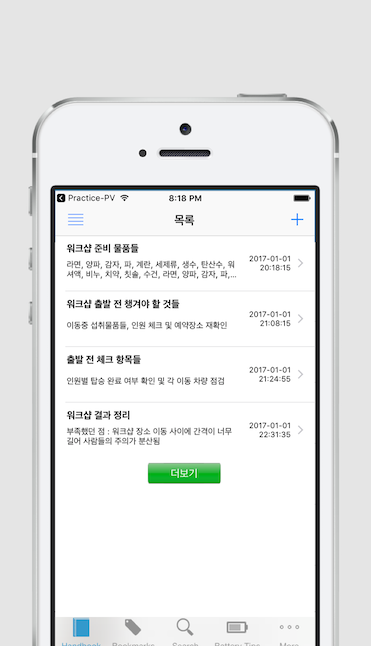 Practice-PV
8:18 PM
목록
워크샵 준비 물품들
라면, 양파, 감자, 파, 계란, 세제류, 생수, 탄산수, 워
셔액, 비누, 치약, 칫솔, 수건, 라면, 양파, 감자, 파,...
2017-01-01
20:18:15
워크샵 출발 전 챙겨야 할 것들
이동중 섭취물품들, 인원 체크 및 예약장소 재확인
2017-01-01
21:08:15
출발 전 체크 항목들
인원별 탑승 완료 여부 확인 및 각 이동 차량 점검
2017-01-01
21:24:55
워크샵 결과 정리
부족했던 점 : 워크샵 장소 이동 사이에 간격이 너무
길어 사람들의 주의가 분산됨
2017-01-01
22:31:35
더보기
Handbook Bookmarks Search Battery Tips More